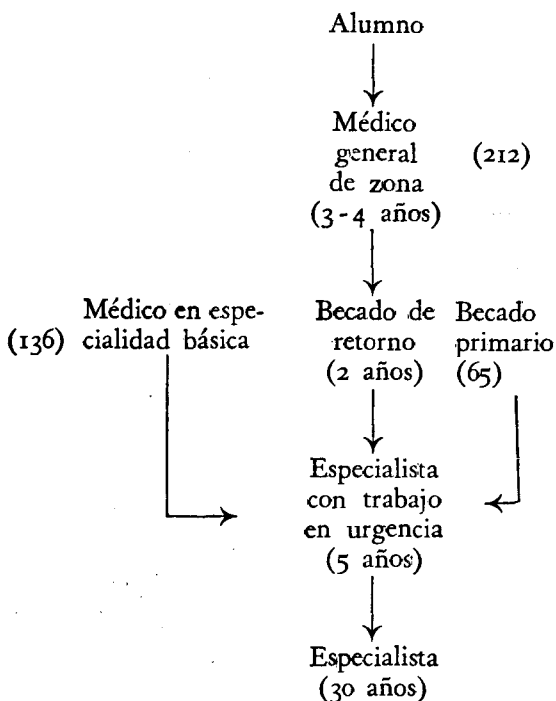 Alumno
Médico
general (212)
de zona
(3-4 años)
Médico en espe-
(136) cialidad básica
Becado de
retorno
(2 años)
Becado
primario
(65)
Especialista
con trabajo
en urgencia
(5 años)
Especialista
(30 años)